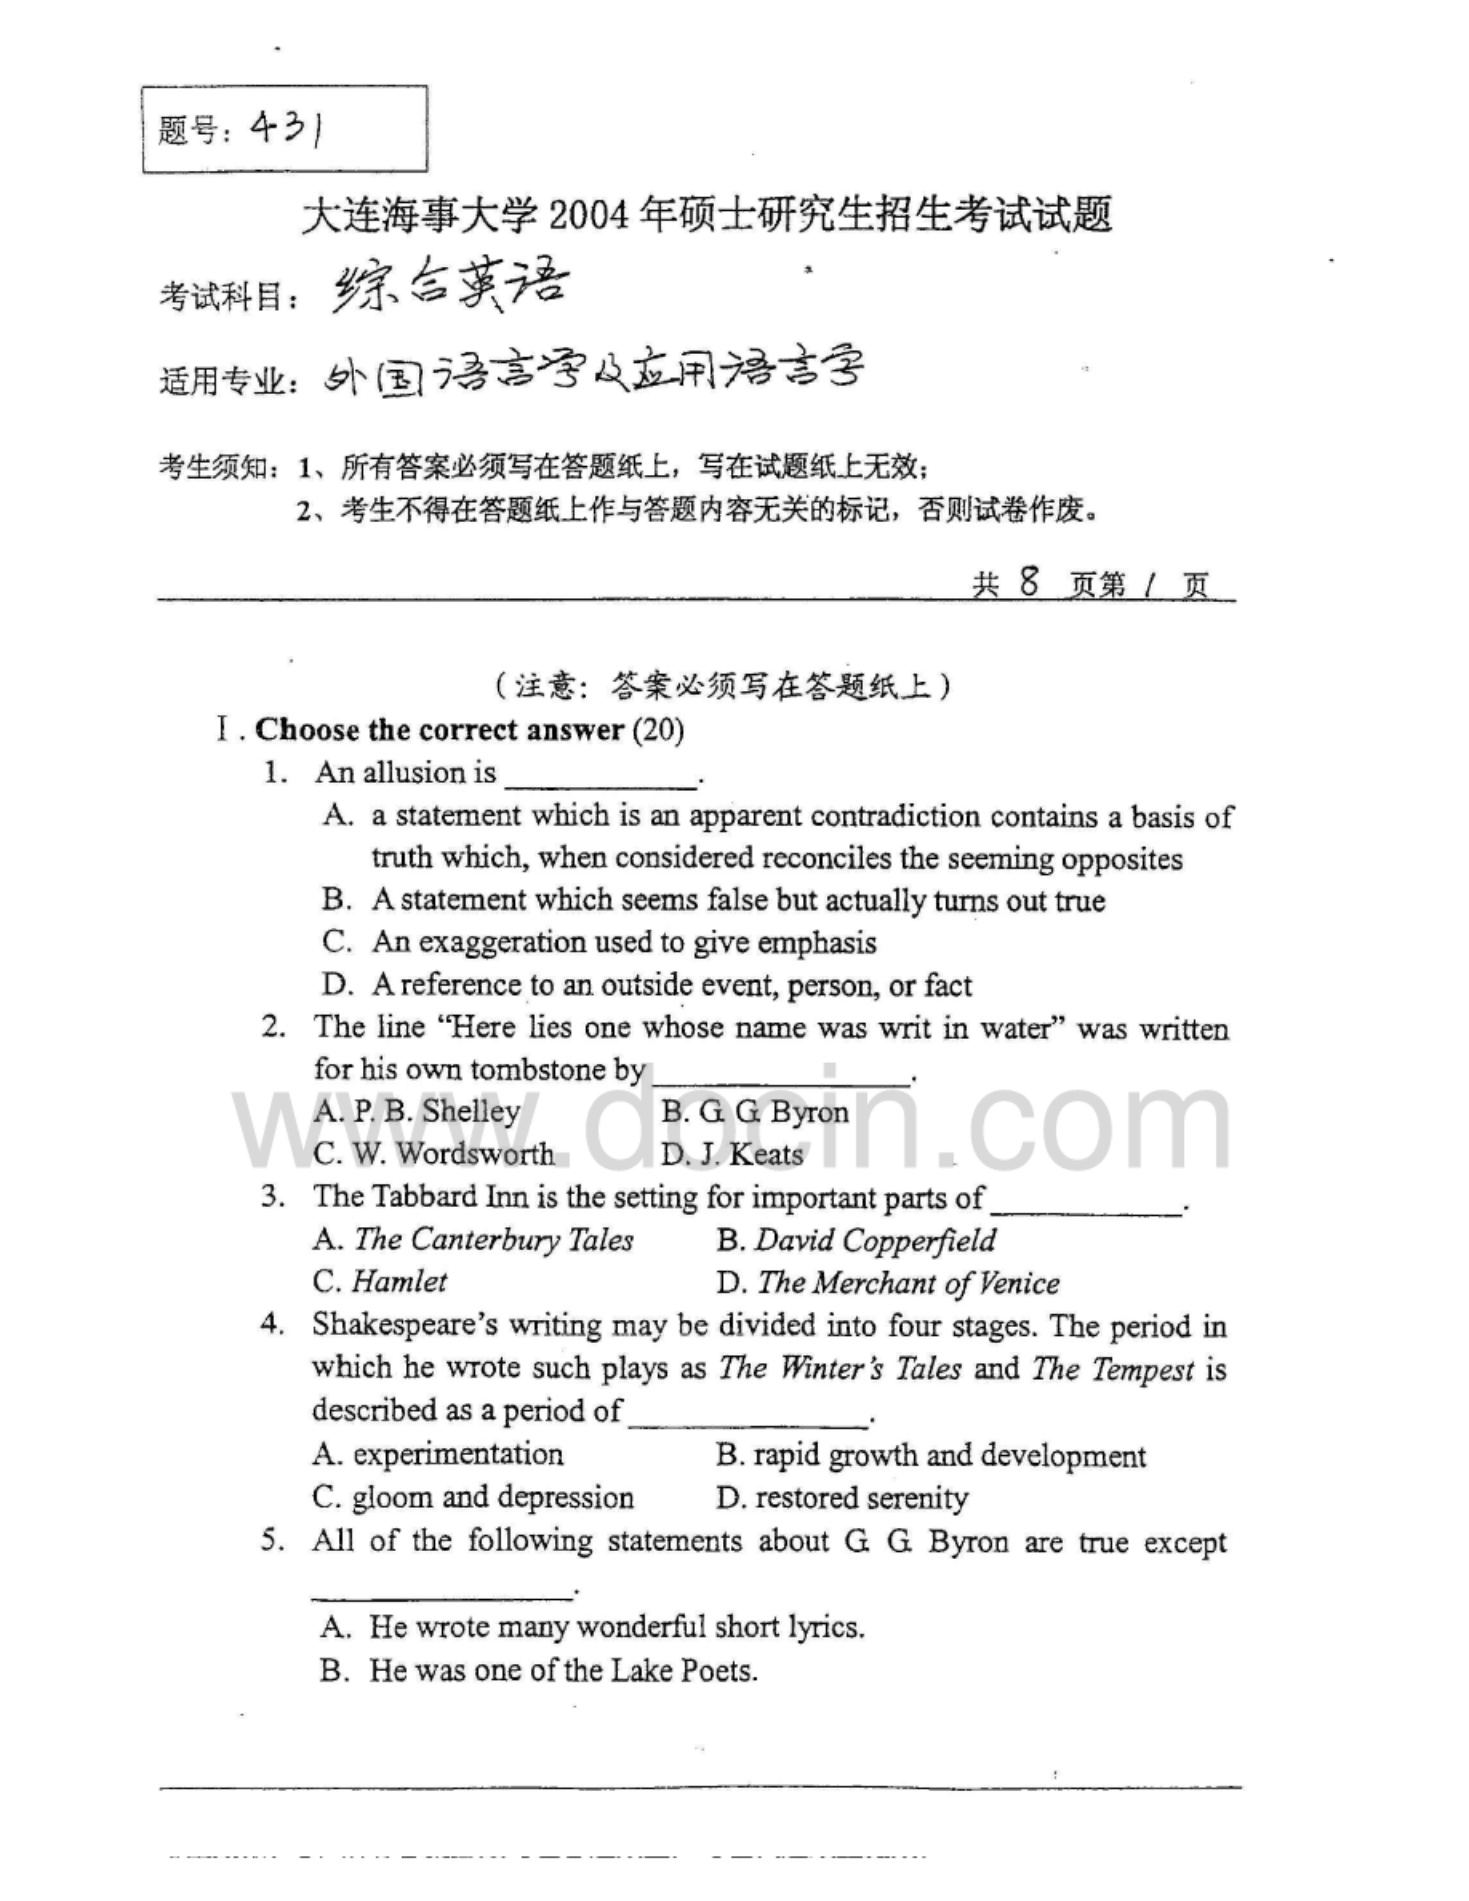 题号：431
大连海事大学 2004 年硕士研究生招生考试试题
考试科目：综合英语
适用专业：外国语言学及应用语言学
考生须知：1、所有答案必须写在答题纸上，写在试题纸上无效；
2、考生不得在答题纸上作与答题内容无关的标记，否则试卷作废。
共 8 页第 1 页
（注意：答案必须写在答题纸上）
Ⅰ. Choose the correct answer (20)
1. An allusion is ____________.
A. a statement which is an apparent contradiction contains a basis of
truth which, when considered reconciles the seeming opposites
B. A statement which seems false but actually turns out true
C. An exaggeration used to give emphasis
D. A reference to an outside event, person, or fact
2. The line “Here lies one whose name was writ in water” was written
for his own tombstone by ________________.
A. P. B. Shelley B. G. G. Byron
C. W. Wordsworth D. J. Keats
www.docin.com
3. The Tabbard Inn is the setting for important parts of ____________.
A. The Canterbury Tales B. David Copperfield
C. Hamlet D. The Merchant of Venice
4. Shakespeare’s writing may be divided into four stages. The period in
which he wrote such plays as The Winter’s Tales and The Tempest is
described as a period of _______________.
A. experimentation B. rapid growth and development
C. gloom and depression D. restored serenity
5. All of the following statements about G. G. Byron are true except
________________.
A. He wrote many wonderful short lyrics.
B. He was one of the Lake Poets.